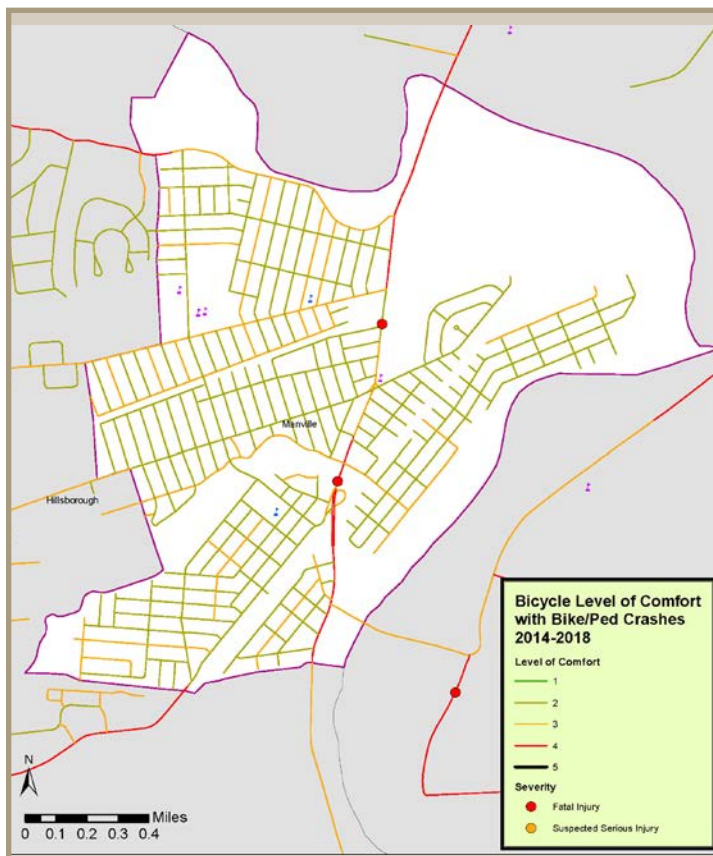 Manville
Hillsborough
Bicycle Level of Comfort
with Bike/Ped Crashes
2014-2018
Level of Comfort
1
2
3
4
5
Severity
Fatal Injury
Suspected Serious Injury
N
Miles
0 0.1 0.2 0.3 0.4